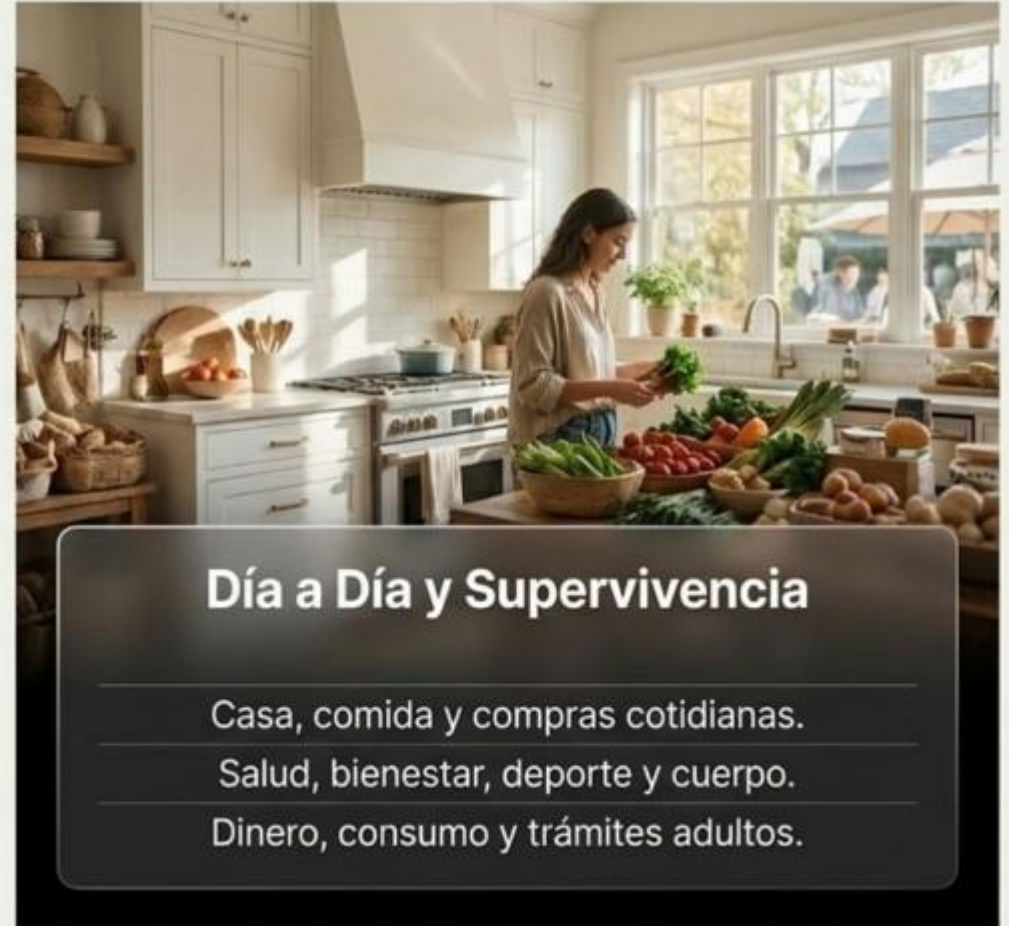 Día a Día y Supervivencia
Casa, comida y compras cotidianas.
Salud, bienestar, deporte y cuerpo.
Dinero, consumo y trámites adultos.